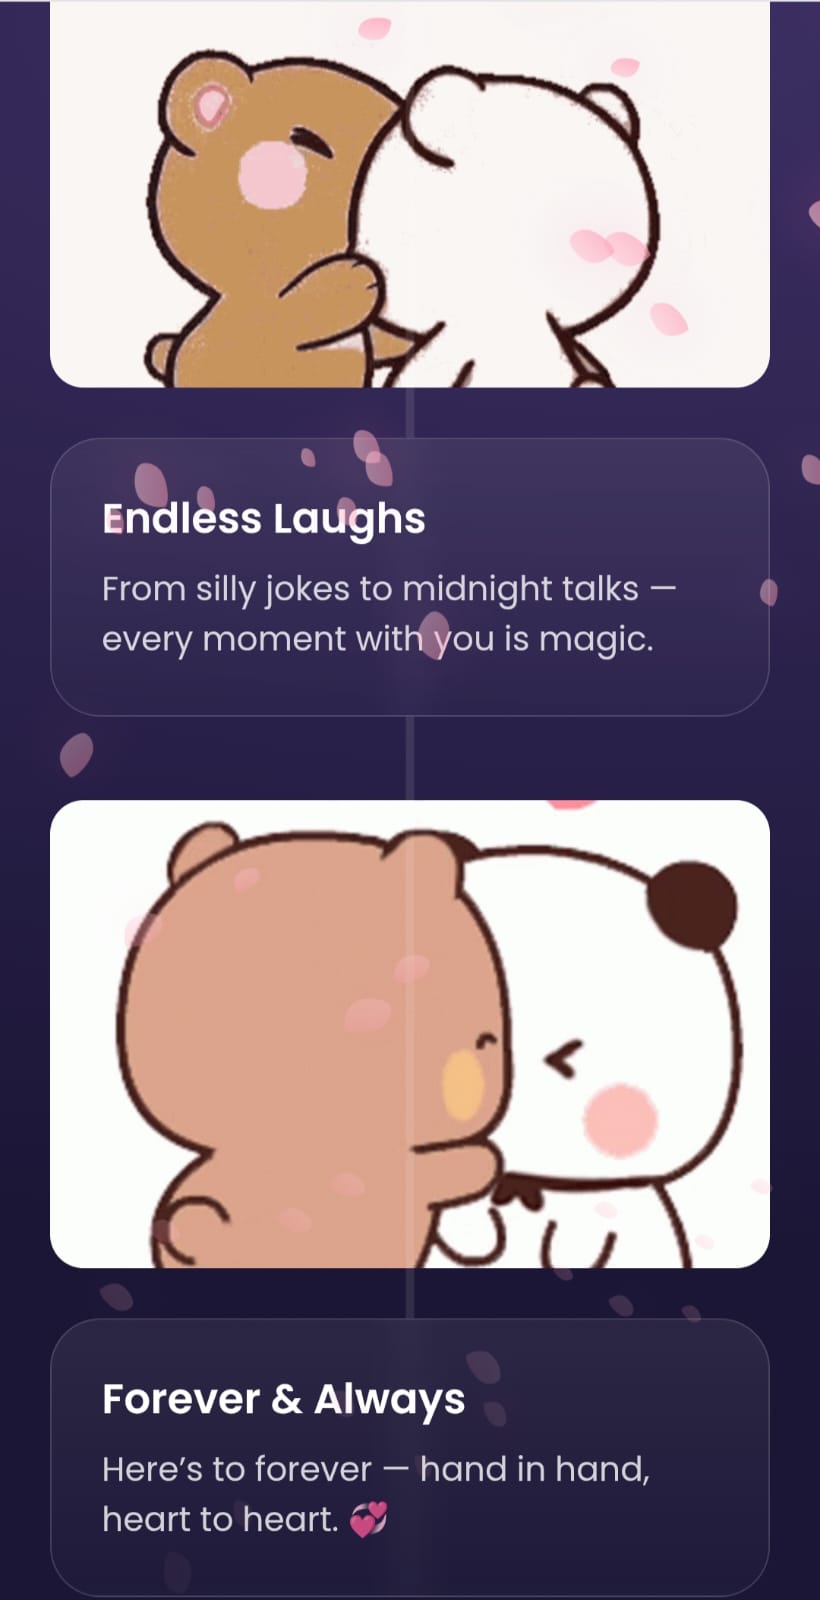 Endless Laughs
From silly jokes to midnight talks —
every moment with you is magic.
Forever & Always
Here’s to forever — hand in hand,
heart to heart. 💞